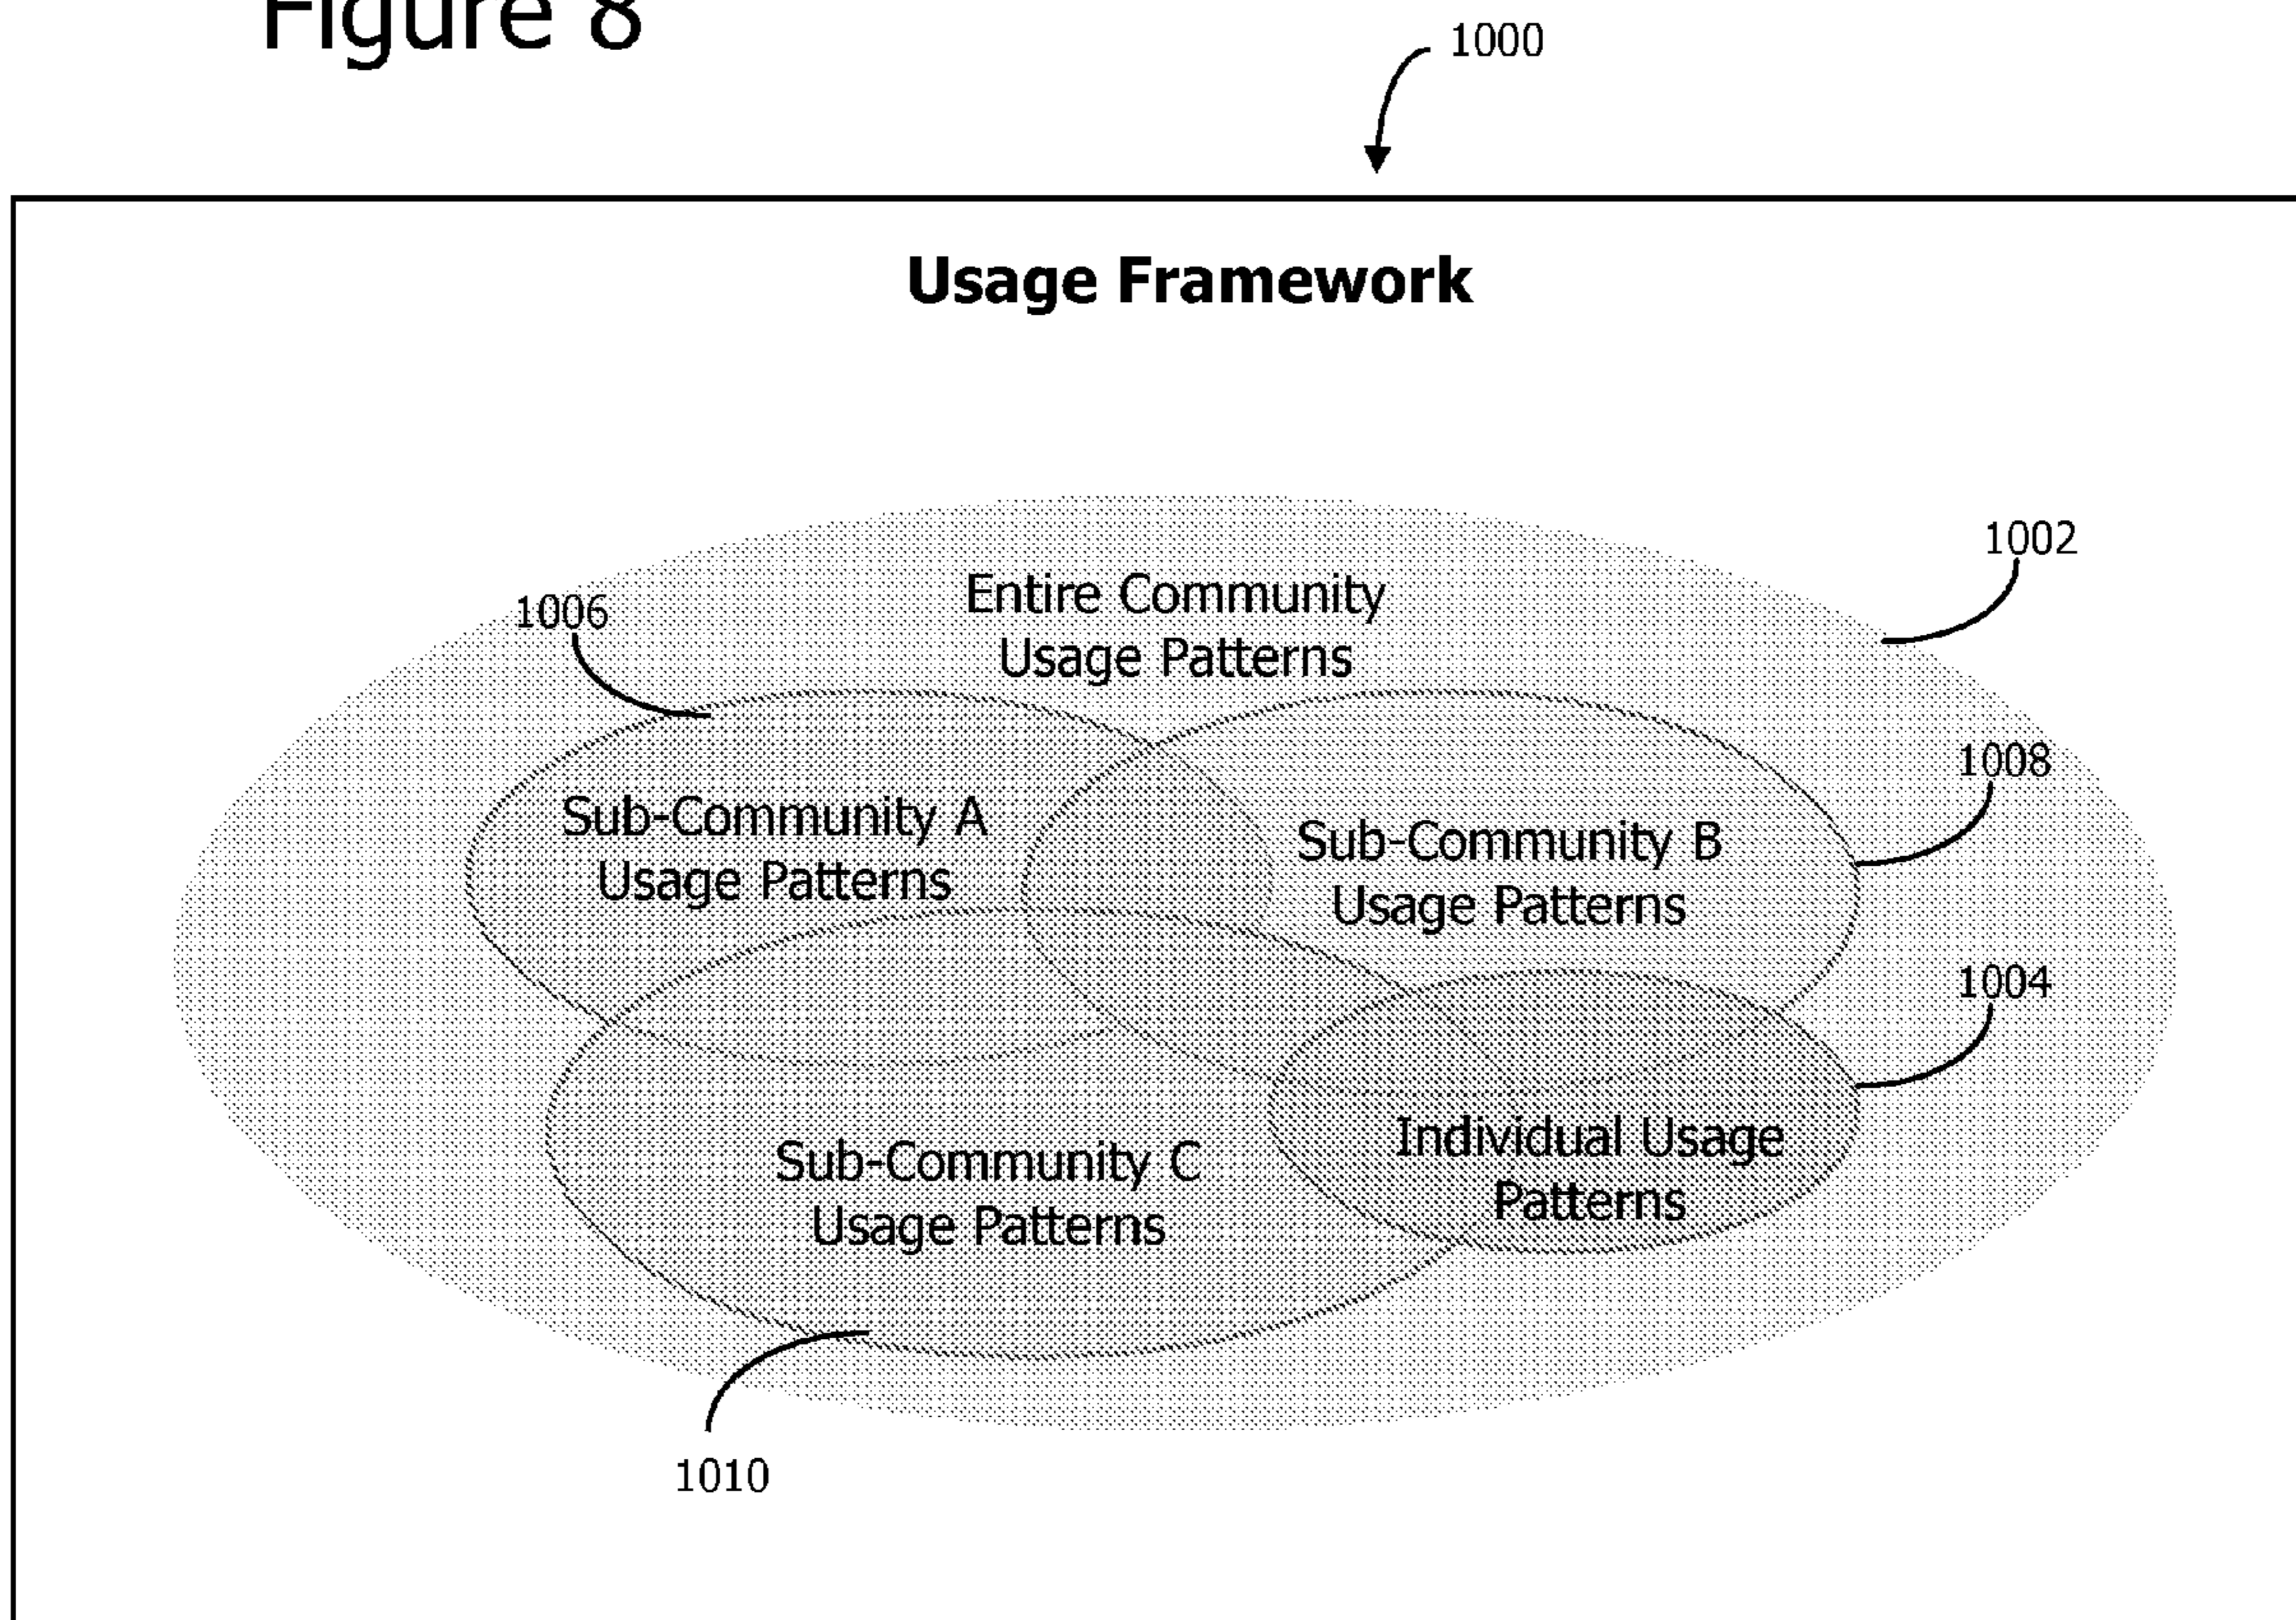 Figure 8
1000
Usage Framework
1002
Entire Community
Usage Patterns
1006
1008
Sub-Community A
Usage Patterns
Sub-Community B
Usage Patterns
1004
Individual Usage
Patterns
Sub-Community C
Usage Patterns
1010